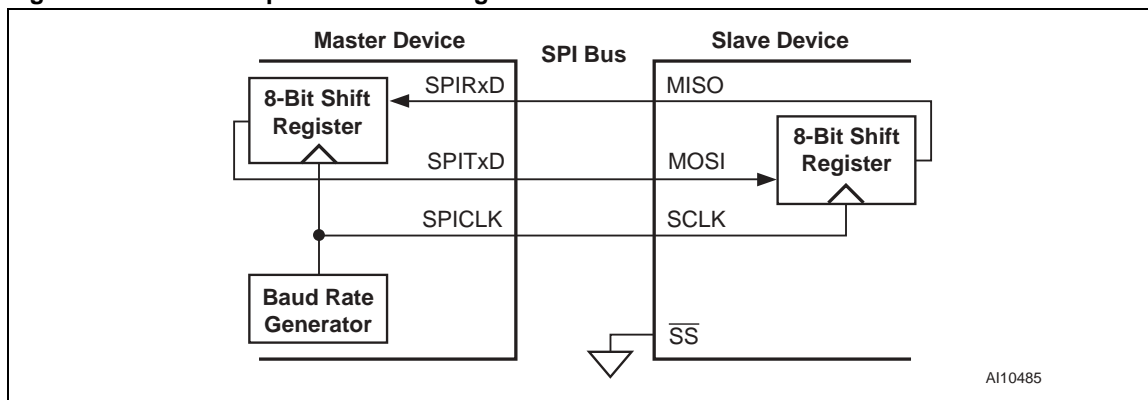 Master Device
SPI Bus
Slave Device
SPIRxD
MISO
8-Bit Shift
Register
8-Bit Shift
Register
SPITxD
MOSI
SPICLK
SCLK
Baud Rate
Generator
SS
AI10485